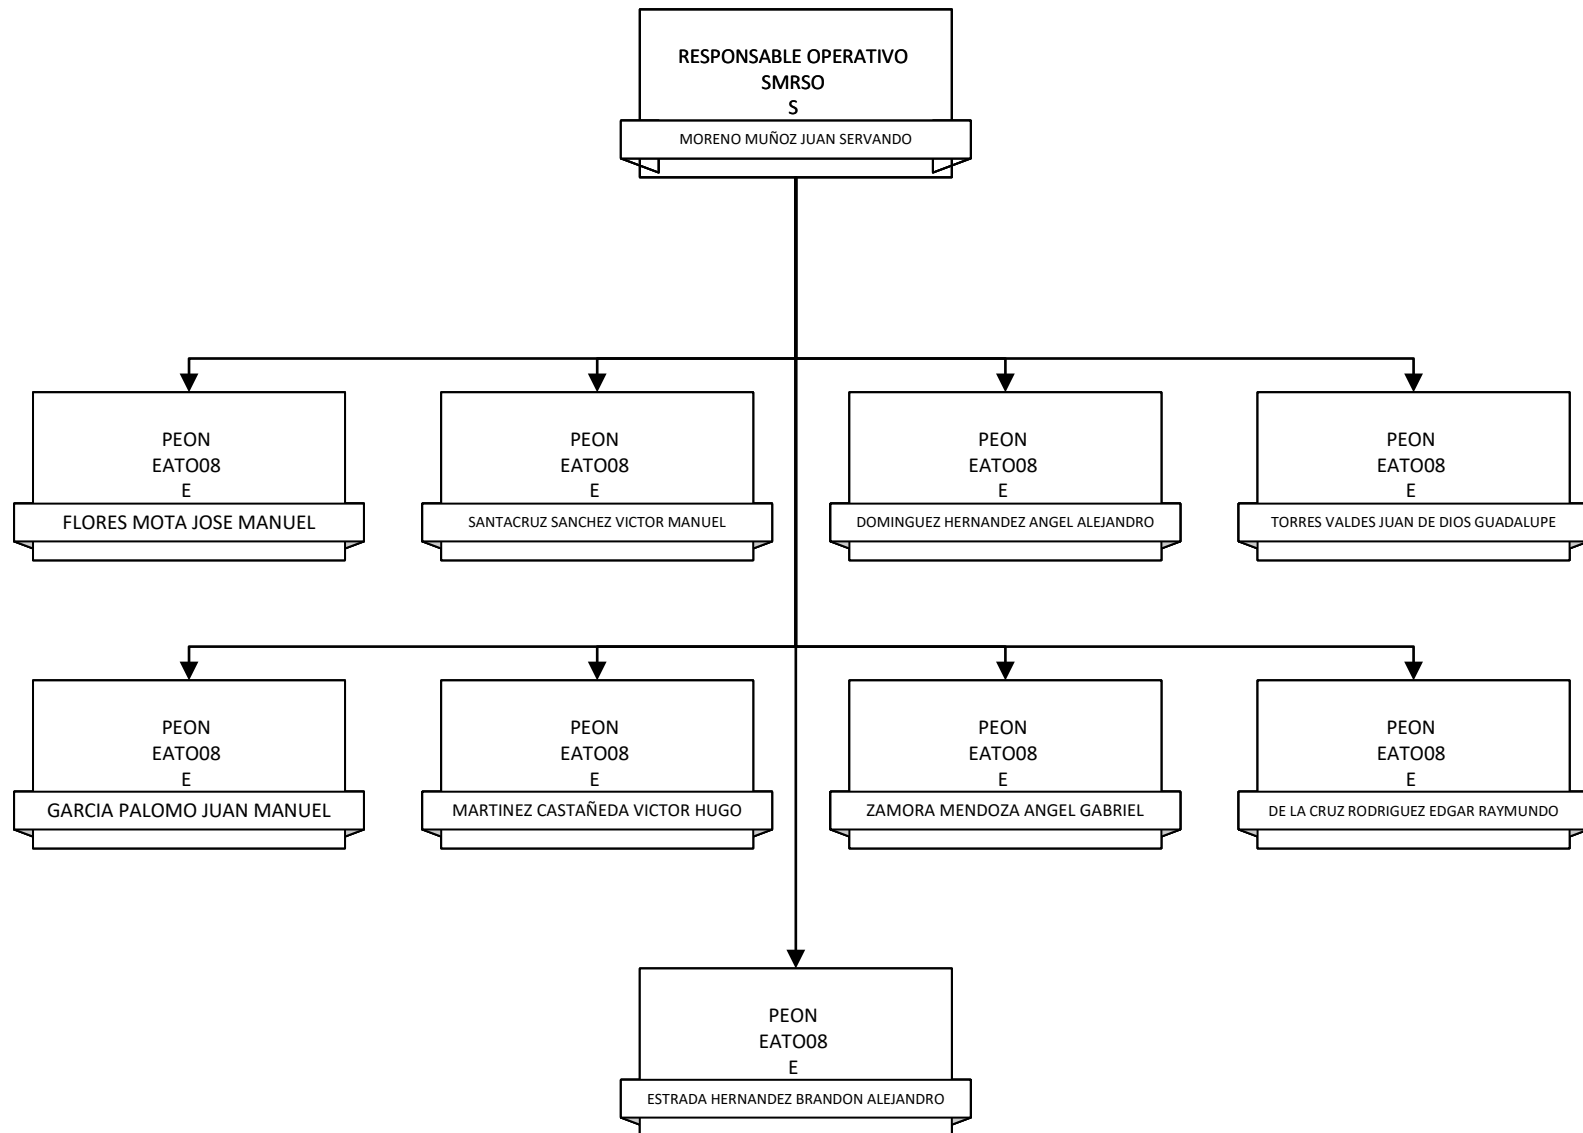 RESPONSABLE OPERATIVO
SMRSO
S
MORENO MUÑOZ JUAN SERVANDO
PEON
EATO08
E
FLORES MOTA JOSE MANUEL
PEON
EATO08
E
SANTACRUZ SANCHEZ VICTOR MANUEL
PEON
EATO08
E
DOMINGUEZ HERNANDEZ ANGEL ALEJANDRO
PEON
EATO08
E
TORRES VALDES JUAN DE DIOS GUADALUPE
PEON
EATO08
E
GARCIA PALOMO JUAN MANUEL
PEON
EATO08
E
MARTINEZ CASTAÑEDA VICTOR HUGO
PEON
EATO08
E
ZAMORA MENDOZA ANGEL GABRIEL
PEON
EATO08
E
DE LA CRUZ RODRIGUEZ EDGAR RAYMUNDO
PEON
EATO08
E
ESTRADA HERNANDEZ BRANDON ALEJANDRO